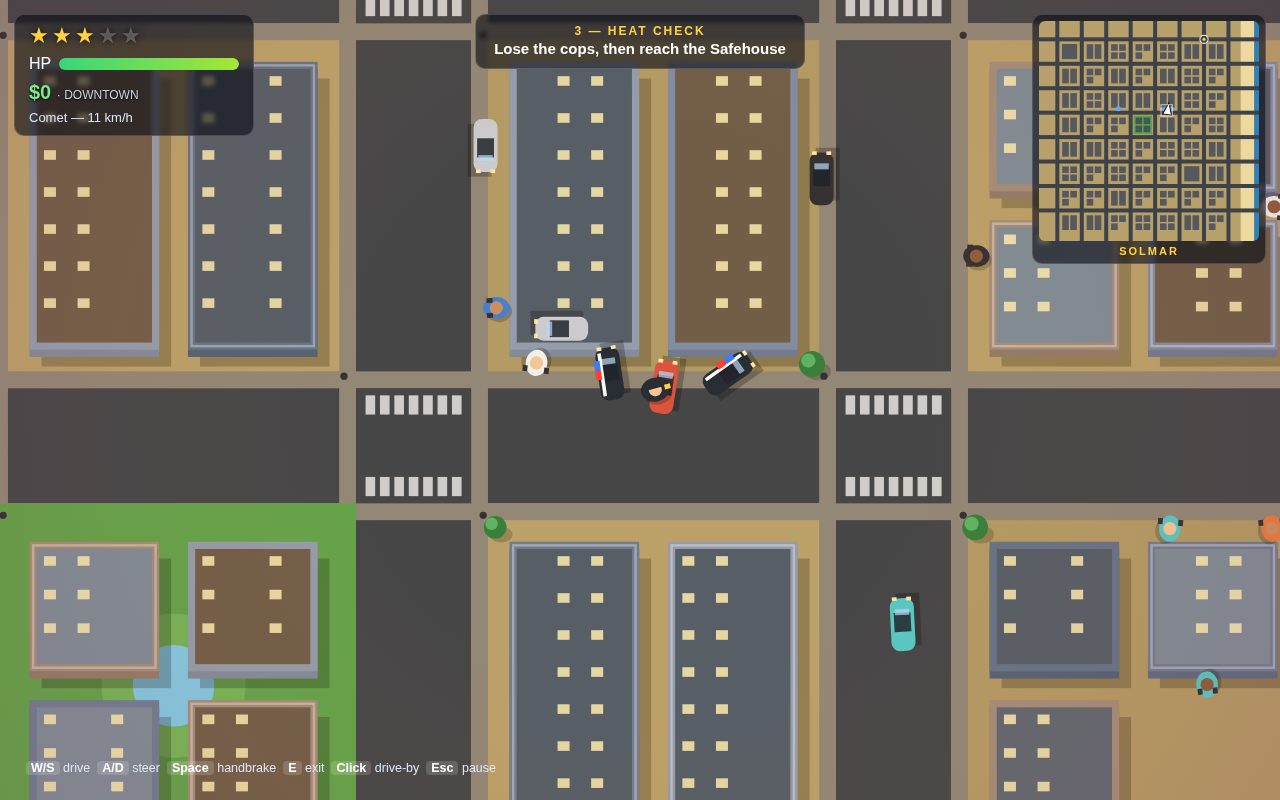 HP
$0 · DOWNTOWN
Comet — 11 km/h
3 — HEAT CHECK
Lose the cops, then reach the Safehouse
SOLMAR
W/S drive A/D steer Space handbrake E exit Click drive-by Esc pause